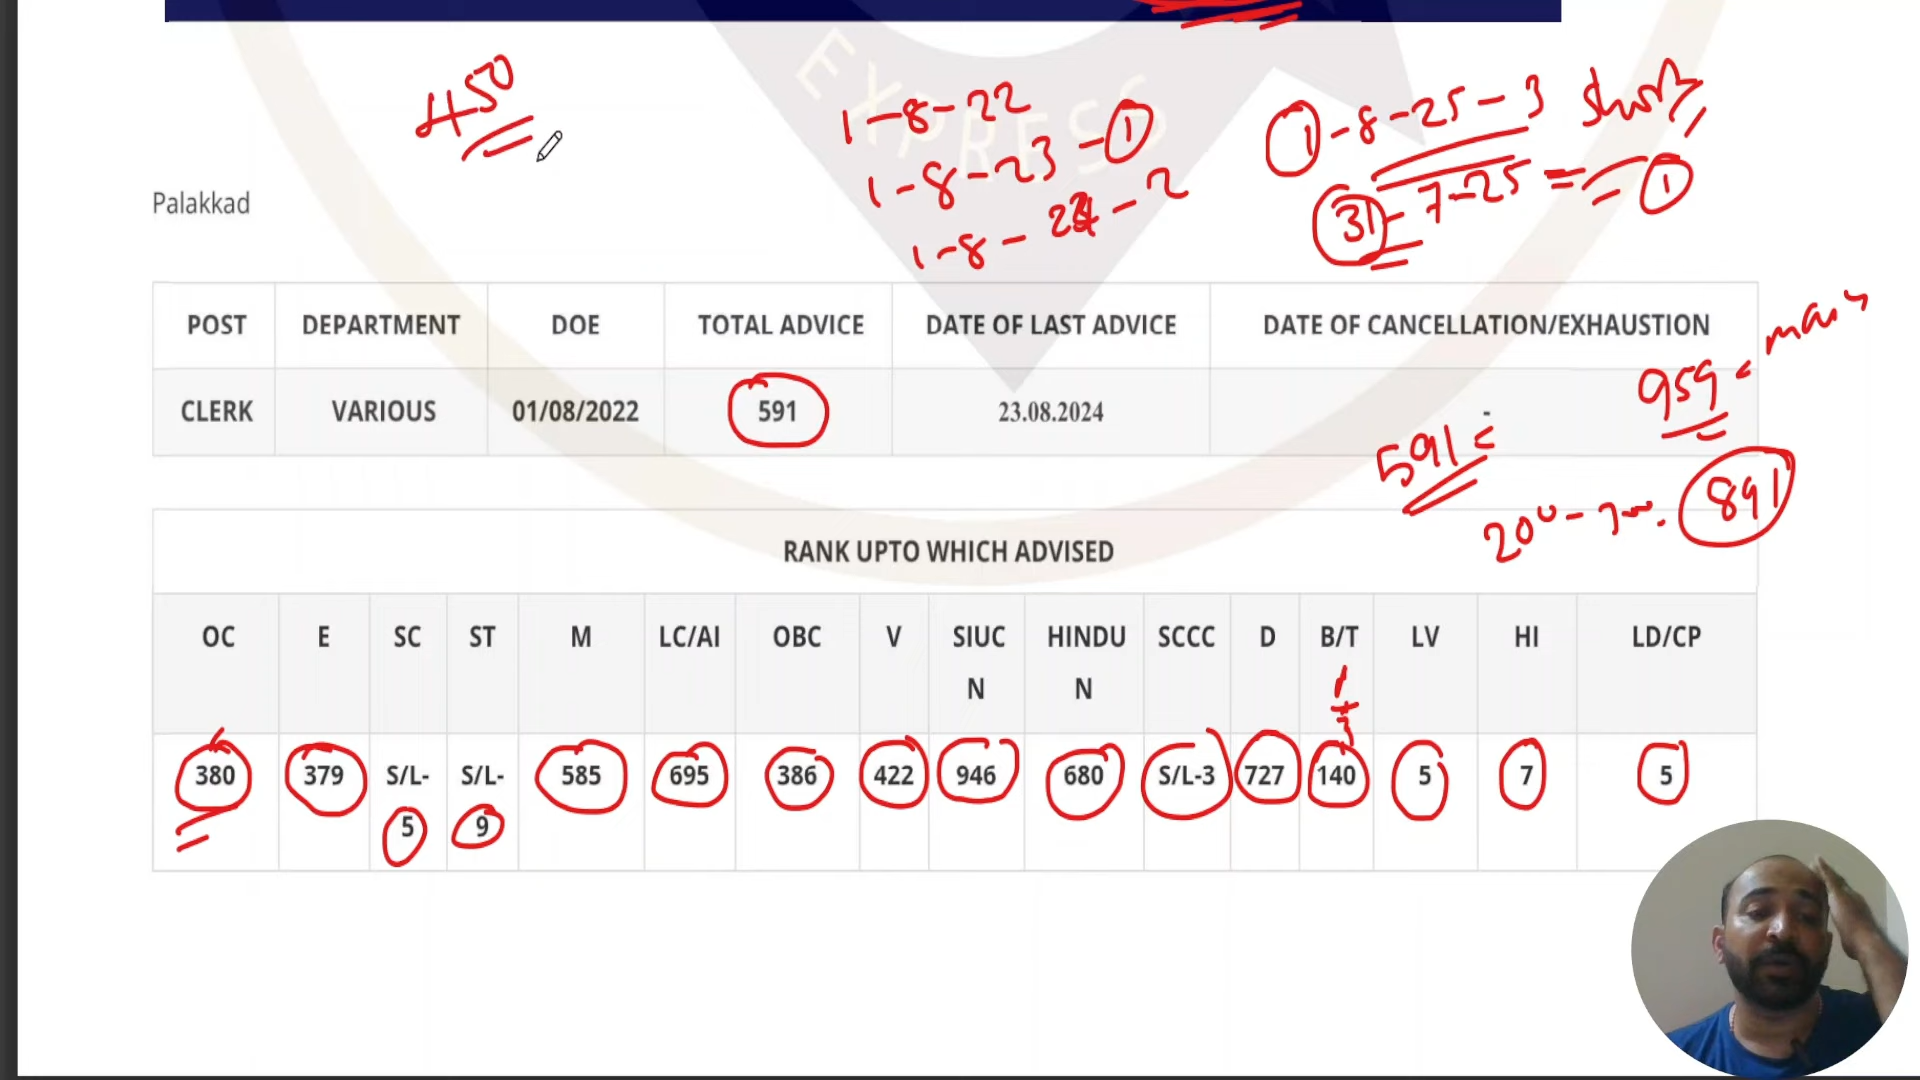 EXPRESS
450
1-8-22
1-8-23 - 1
1-8-24 - 2
1-8-25 - 3
31-7-25 = 1
Palakkad
POST DEPARTMENT DOE TOTAL ADVICE DATE OF LAST ADVICE DATE OF CANCELLATION/EXHAUSTION
CLERK VARIOUS 01/08/2022 591 23.08.2024 -
959
591 =
200 -
891
RANK UPTO WHICH ADVISED
OC E SC ST M LC/AI OBC V SIUC HINDU SCCC D B/T LV HI LD/CP
N N
380 379 S/L- S/L- 585 695 386 422 946 680 S/L-3 727 140 5 7 5
5 9